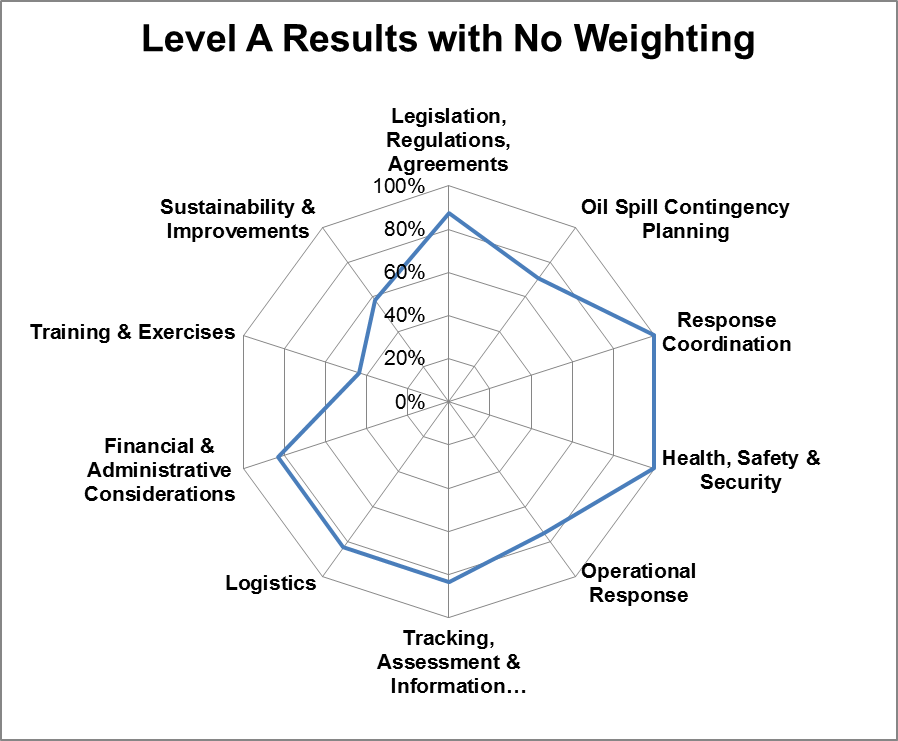 Level A Results with No Weighting
Legislation,
Regulations,
Agreements
Oil Spill Contingency
Planning
Response
Coordination
Health, Safety &
Security
Operational
Response
Tracking,
Assessment &
Information…
Logistics
Financial &
Administrative
Considerations
Training & Exercises
Sustainability &
Improvements
100%
80%
60%
40%
20%
0%